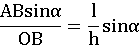 ABsinα/OB = l/h sinα